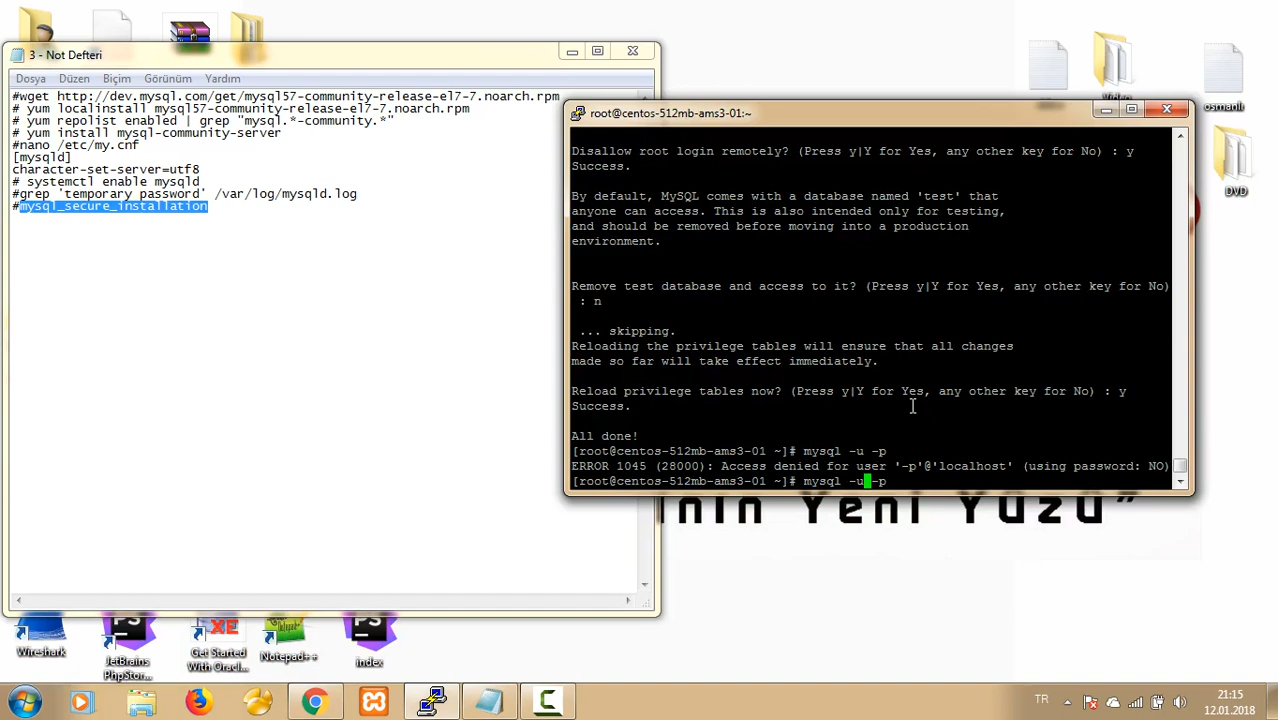 3 - Not Defteri
Dosya Düzen Biçim Görünüm Yardım
#wget http://dev.mysql.com/get/mysql57-community-release-el7-7.noarch.rpm
# yum localinstall mysql57-community-release-el7-7.noarch.rpm
# yum repolist enabled | grep "mysql.*-community.*"
# yum install mysql-community-server
#nano /etc/my.cnf
[mysqld]
character-set-server=utf8
# systemctl enable mysqld
#grep 'temporary password' /var/log/mysqld.log
#mysql_secure_installation
root@centos-512mb-ams3-01:~
Disallow root login remotely? (Press y|Y for Yes, any other key for No) : y
Success.
By default, MySQL comes with a database named 'test' that
anyone can access. This is also intended only for testing,
and should be removed before moving into a production
environment.
Remove test database and access to it? (Press y|Y for Yes, any other key for No)
: n
... skipping.
Reloading the privilege tables will ensure that all changes
made so far will take effect immediately.
Reload privilege tables now? (Press y|Y for Yes, any other key for No) : y
Success.
All done!
[root@centos-512mb-ams3-01 ~]# mysql -u -p
ERROR 1045 (28000): Access denied for user '-p'@'localhost' (using password: NO)
[root@centos-512mb-ams3-01 ~]# mysql -u -p
Video
osmanlı
DVD
ının Yeni Yüzü"
Wireshark
JetBrains
PhpStor...
Get Started
With Oracl...
Notepad++
index
TR
21:15
12.01.2018